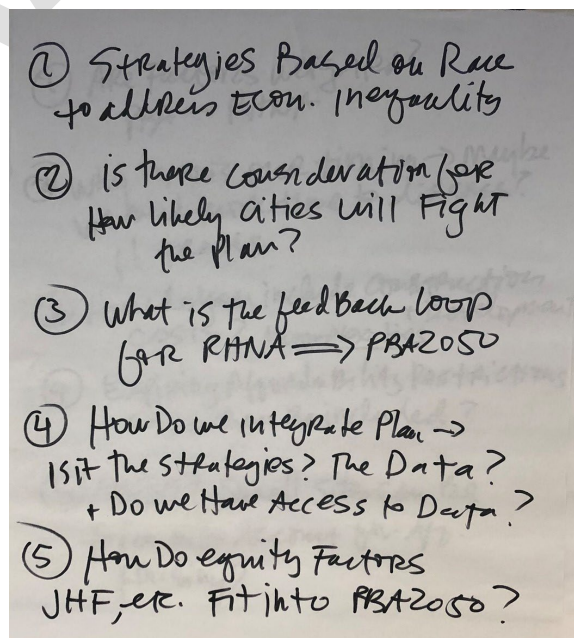 ① Strategies Based on Race
to address Econ. Inequality
② is there consideration for
How likely cities will Fight
the Plan?
③ What is the feedBack loop
for RHNA => PBA2050
④ How Do we integrate Plan ->
Is it the strategies? The Data?
+ Do we Have Access to Data?
⑤ How Do equity Factors
JHF, etc. Fit into PBA2050?